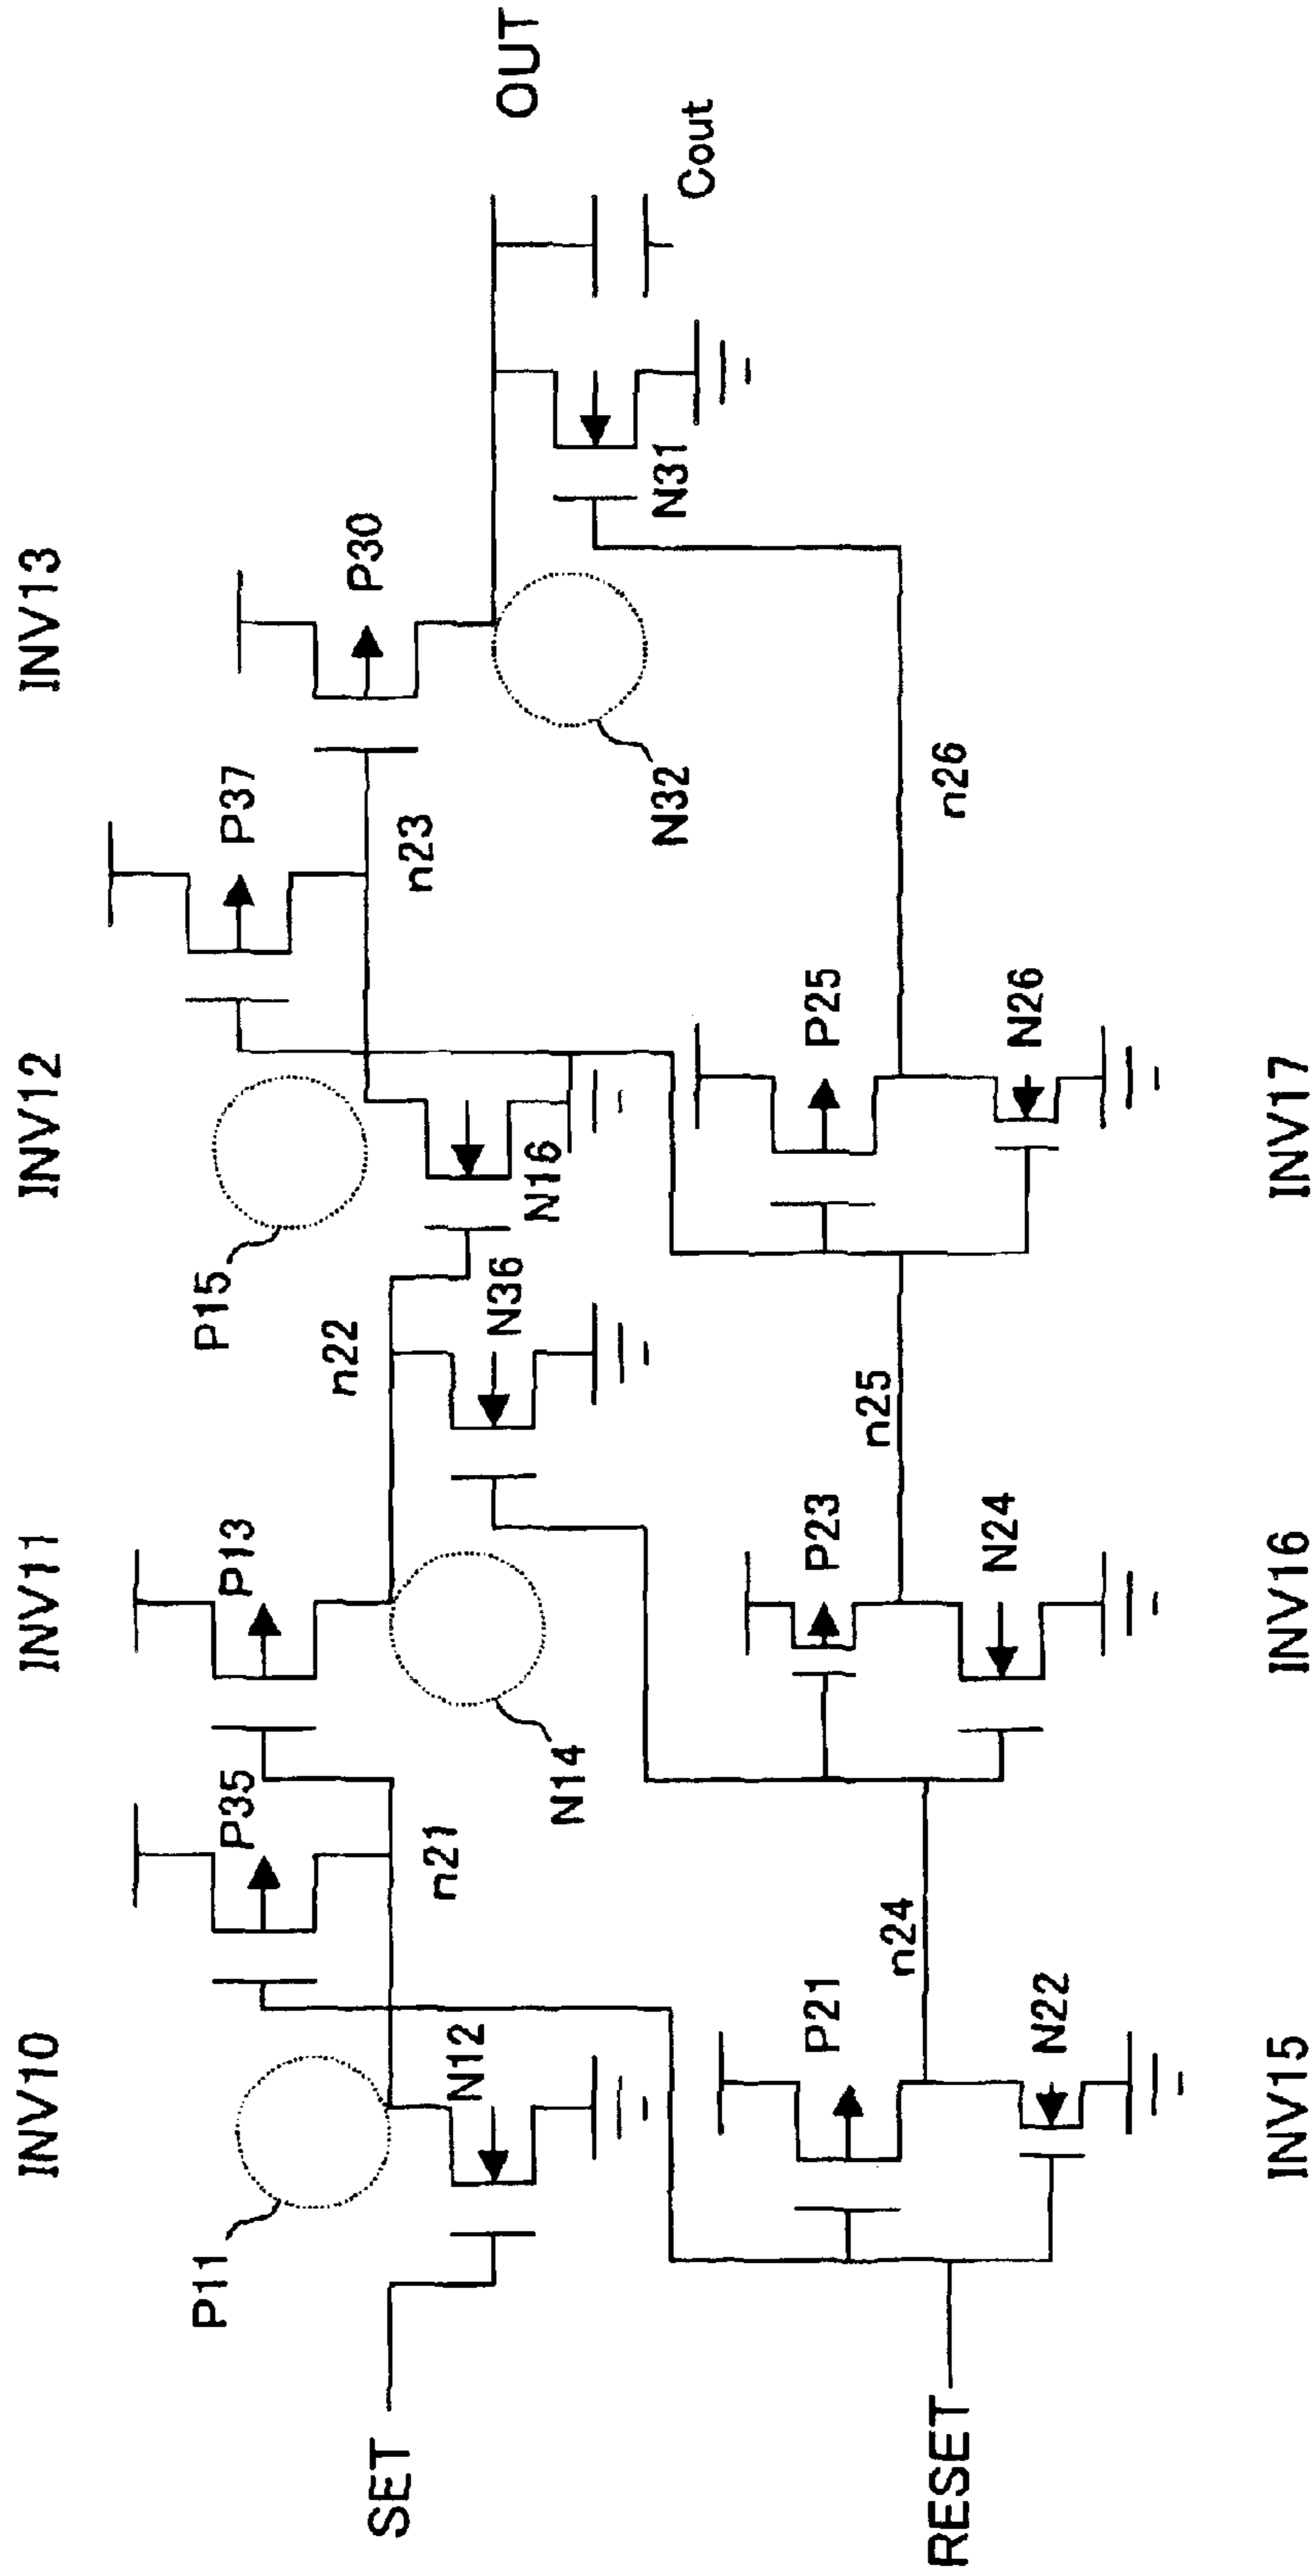 INV10
INV11
INV12
INV13
P11
P35
P13
P15
P37
P30
SET
N12
n21
N14
n22
N36
N16
n23
N32
N31
OUT
Cout
RESET
P21
N22
n24
P23
N24
n25
P25
N26
n26
INV15
INV16
INV17